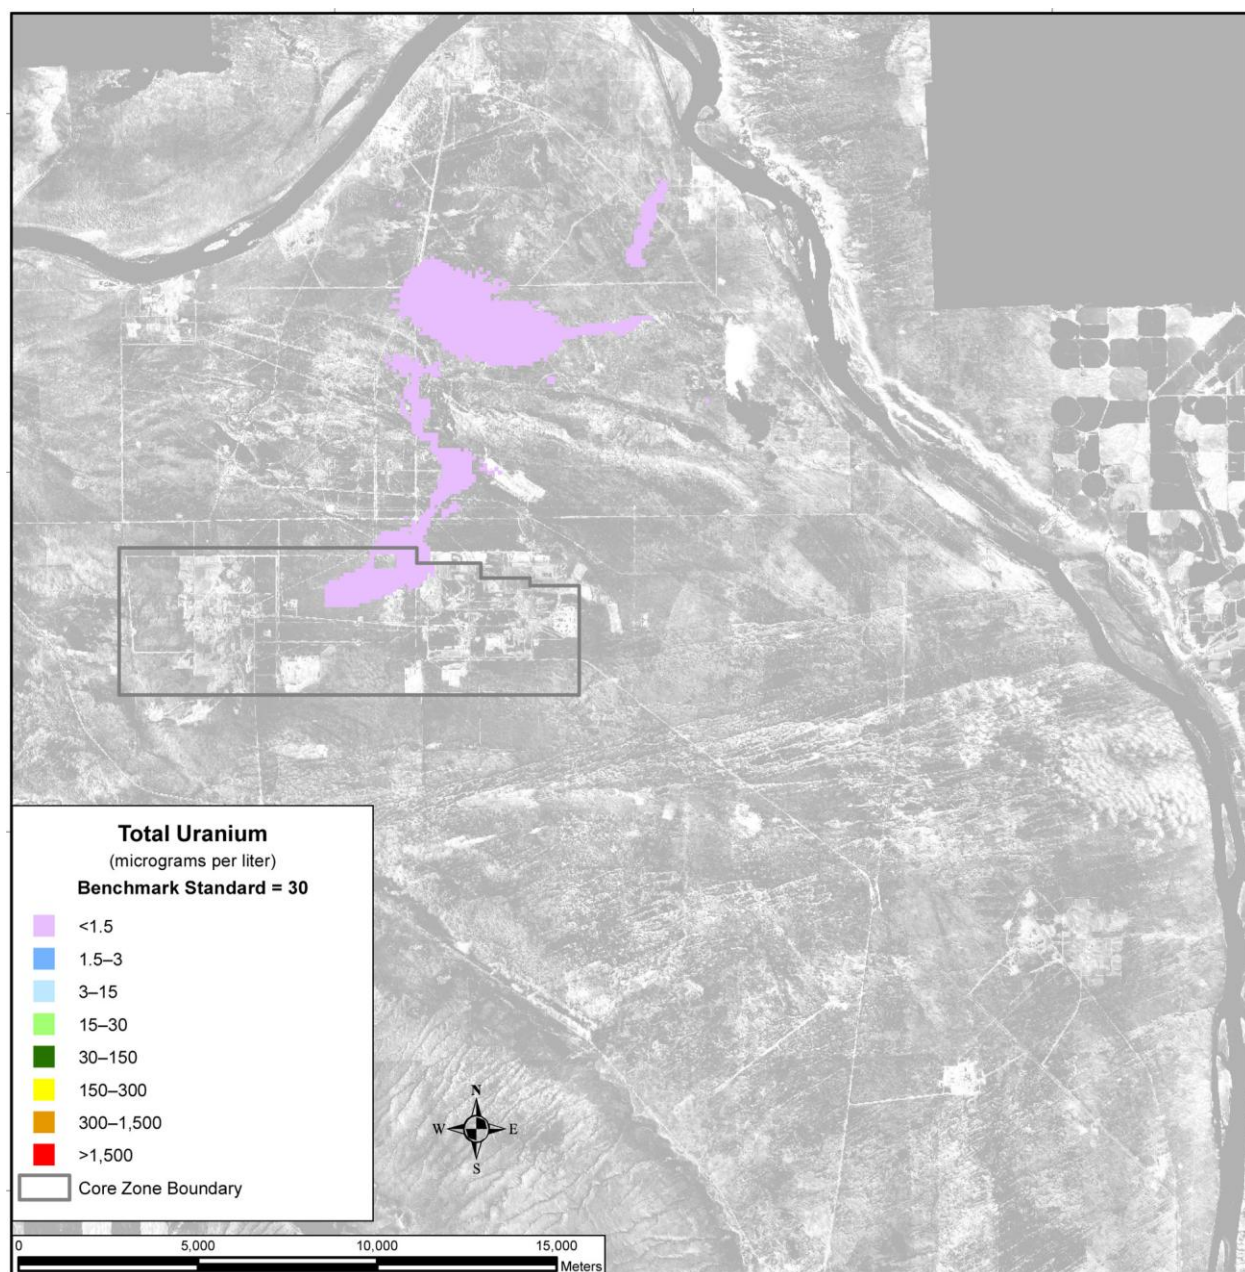 Total Uranium
(micrograms per liter)
Benchmark Standard = 30
<1.5
1.5–3
3–15
15–30
30–150
150–300
300–1,500
>1,500
Core Zone Boundary
N
W E
S
0 5,000 10,000 15,000
Meters